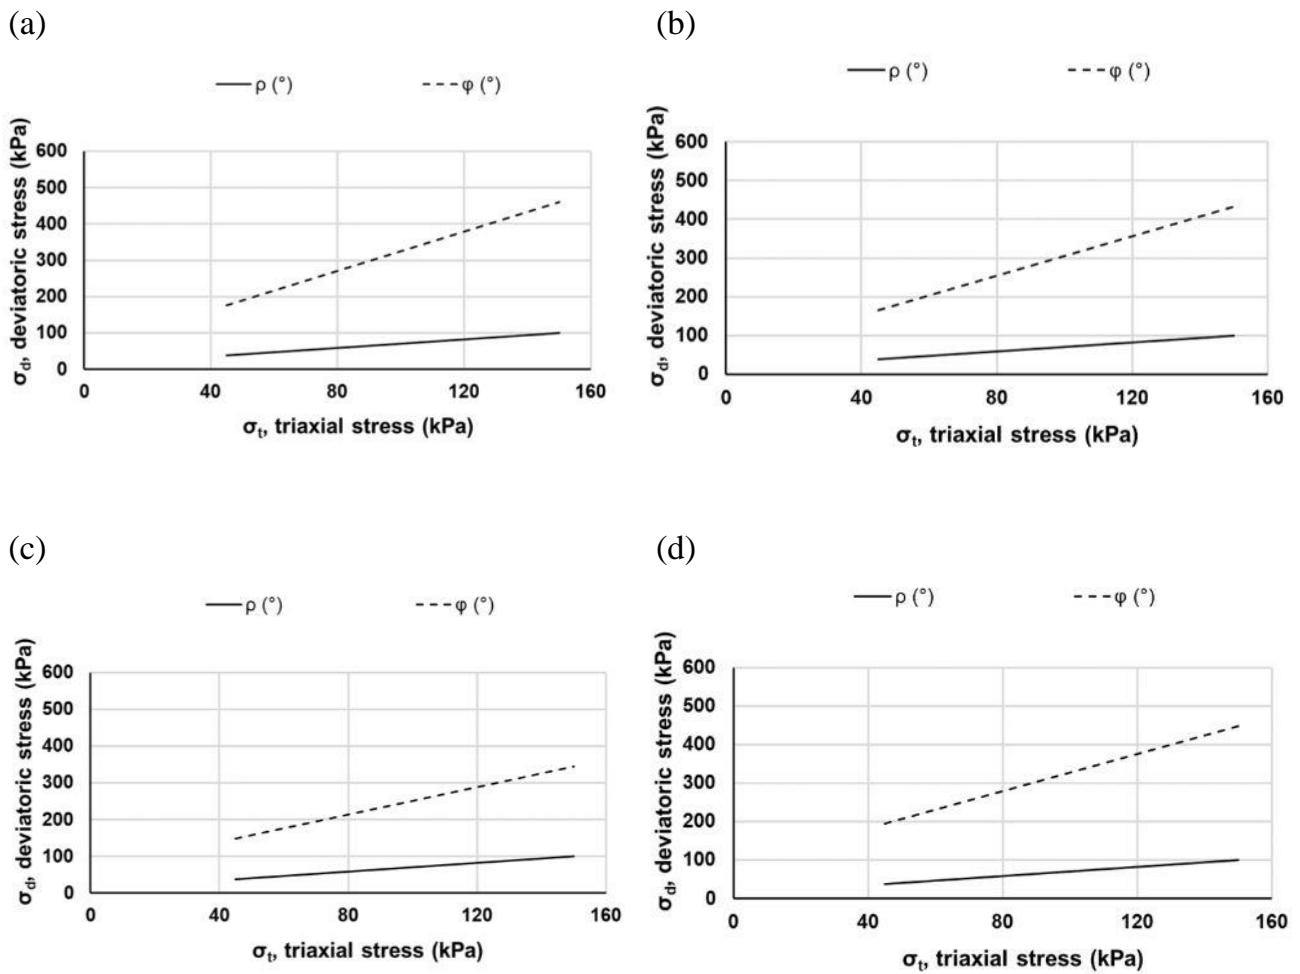 (a)
ρ (°) φ (°)
σd, deviatoric stress (kPa)
600
500
400
300
200
100
0
0 40 80 120 160
σt, triaxial stress (kPa)
(b)
ρ (°) φ (°)
σd, deviatoric stress (kPa)
600
500
400
300
200
100
0
0 40 80 120 160
σt, triaxial stress (kPa)
(c)
ρ (°) φ (°)
σd, deviatoric stress (kPa)
600
500
400
300
200
100
0
0 40 80 120 160
σt, triaxial stress (kPa)
(d)
ρ (°) φ (°)
σd, deviatoric stress (kPa)
600
500
400
300
200
100
0
0 40 80 120 160
σt, triaxial stress (kPa)